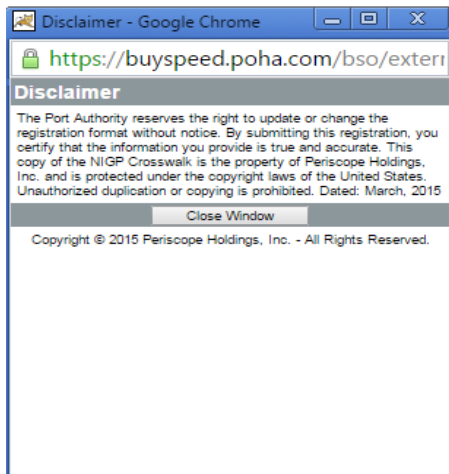 Disclaimer - Google Chrome
https://buyspeed.poha.com/bso/extern
Disclaimer
The Port Authority reserves the right to update or change the
registration format without notice. By submitting this registration, you
certify that the information you provide is true and accurate. This
copy of the NIGP Crosswalk is the property of Periscope Holdings,
Inc. and is protected under the copyright laws of the United States.
Unauthorized duplication or copying is prohibited. Dated: March, 2015
Close Window
Copyright © 2015 Periscope Holdings, Inc. - All Rights Reserved.